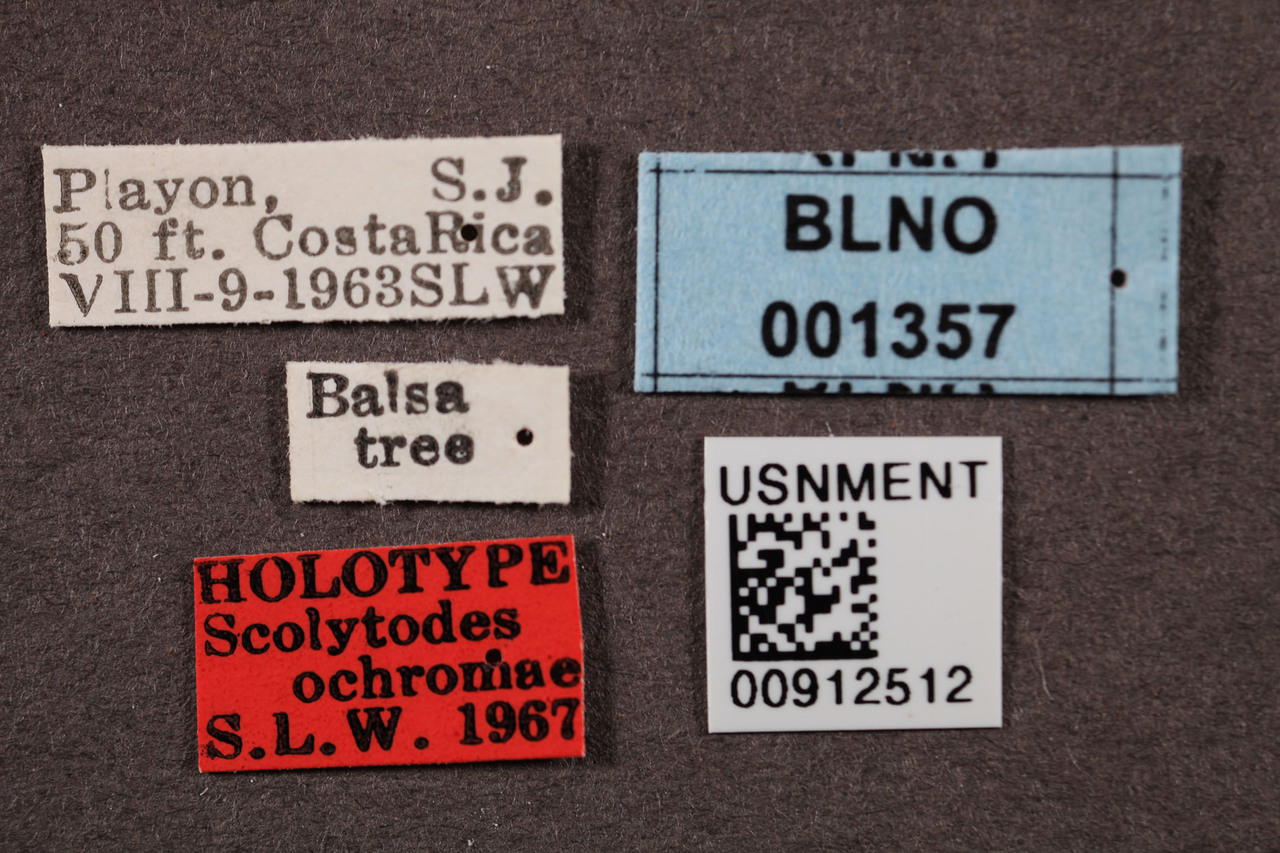 Playon, S.J.
50 ft. CostaRica
VIII-9-1963SLW
Balsa
tree
HOLOTYPE
Scolytodes
ochromae
S.L.W. 1967
BLNO
001357
USNMENT
00912512